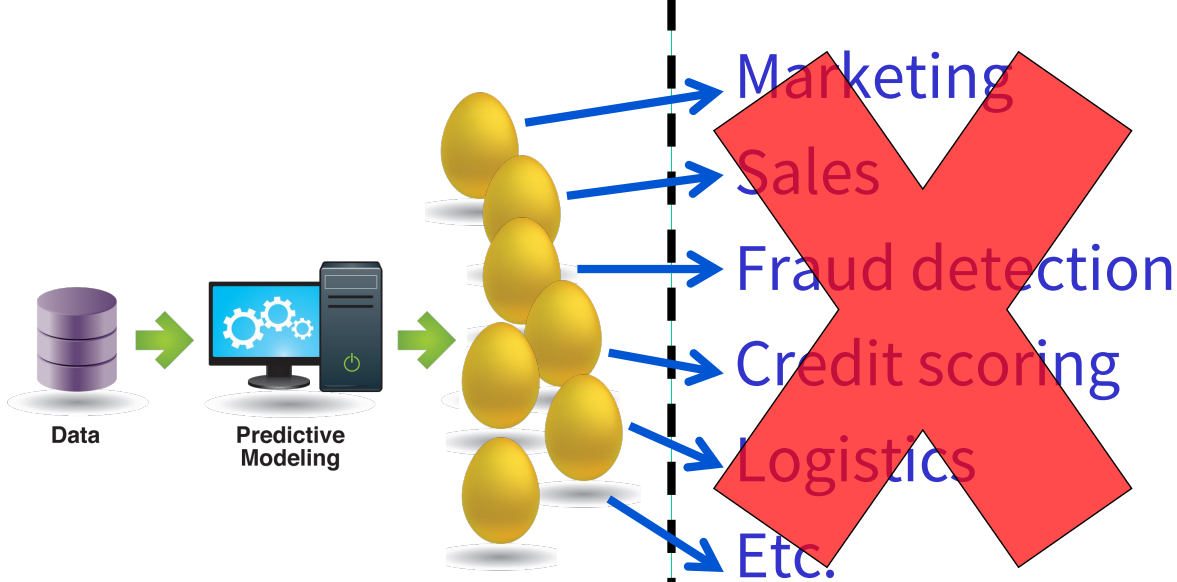 Marketing
Sales
Fraud detection
Credit scoring
Logistics
Etc.
Data
Predictive
Modeling